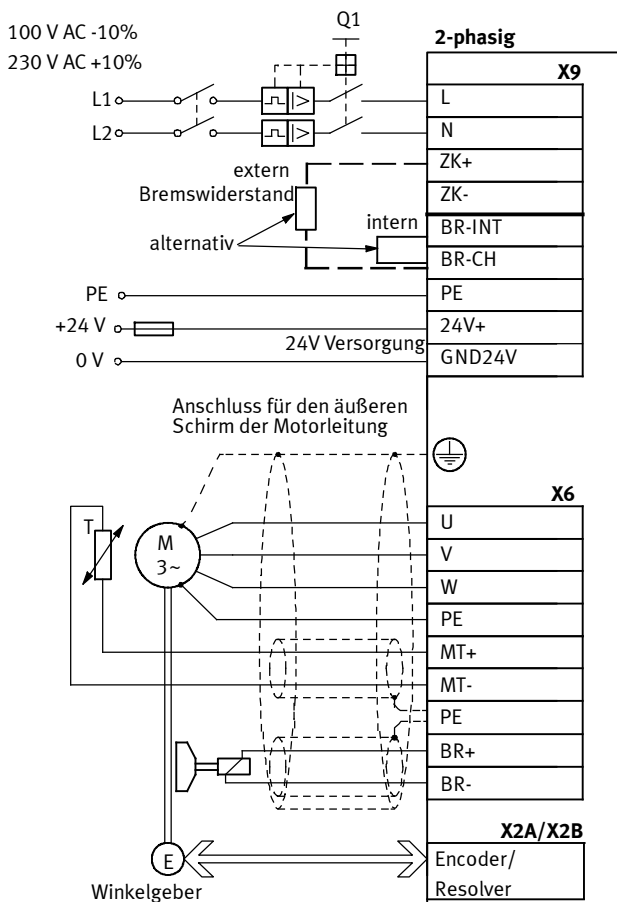 100 V AC -10%
230 V AC +10%
Q1
2-phasig
X9
L1
L
L2
N
ZK+
extern
Bremswiderstand
ZK-
intern
BR-INT
alternativ
BR-CH
PE
PE
+24 V
24V+
24V Versorgung
0 V
GND24V
Anschluss für den äußeren
Schirm der Motorleitung
X6
T
U
M
3~
V
W
PE
MT+
MT-
PE
BR+
BR-
X2A/X2B
E
Encoder/
Resolver
Winkelgeber